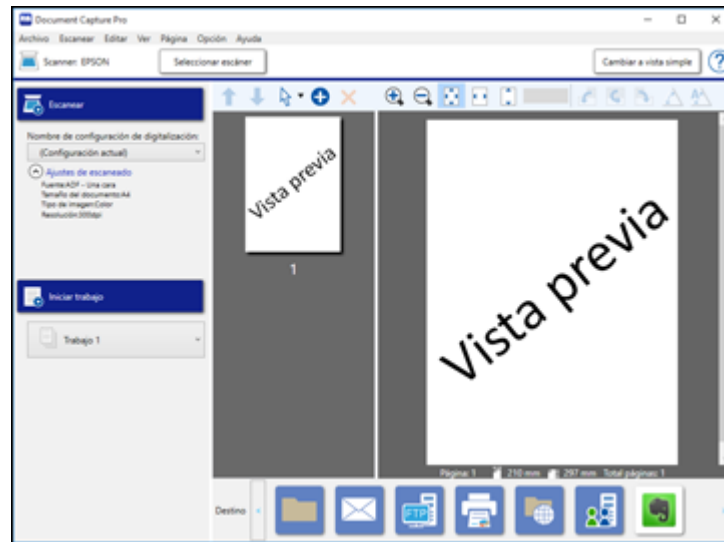 Document Capture Pro
Archivo Escanear Editar Ver Página Opción Ayuda
Scanner: EPSON
Seleccionar escáner
Cambiar a vista simple
?
Escanear
Nombre de configuración de digitalización:
(Configuración actual)
Ajustes de escaneado
Fuente:ADF - Una cara
Tamaño del documento:A4
Tipo de imagen:Color
Resolución:200dpi
Iniciar trabajo
Trabajo 1
Vista previa
1
Vista previa
Página: 1 210 mm 297 mm Total páginas: 1
Destino
FTP